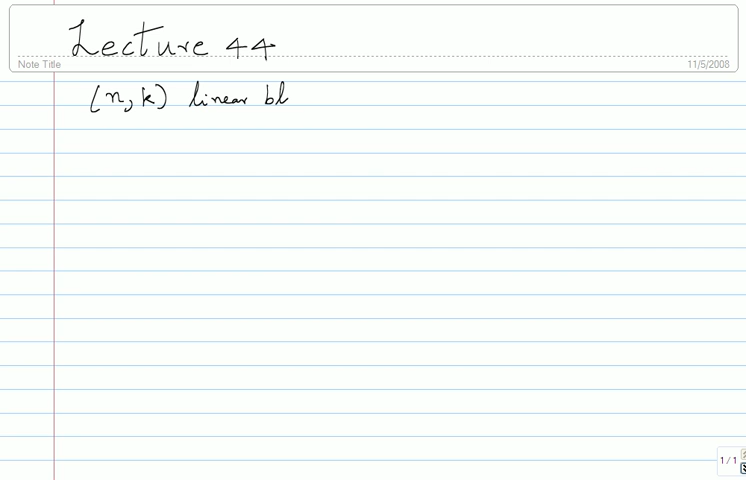 Lecture 44
Note Title
11/5/2008
(n, k) linear bl
1 / 1